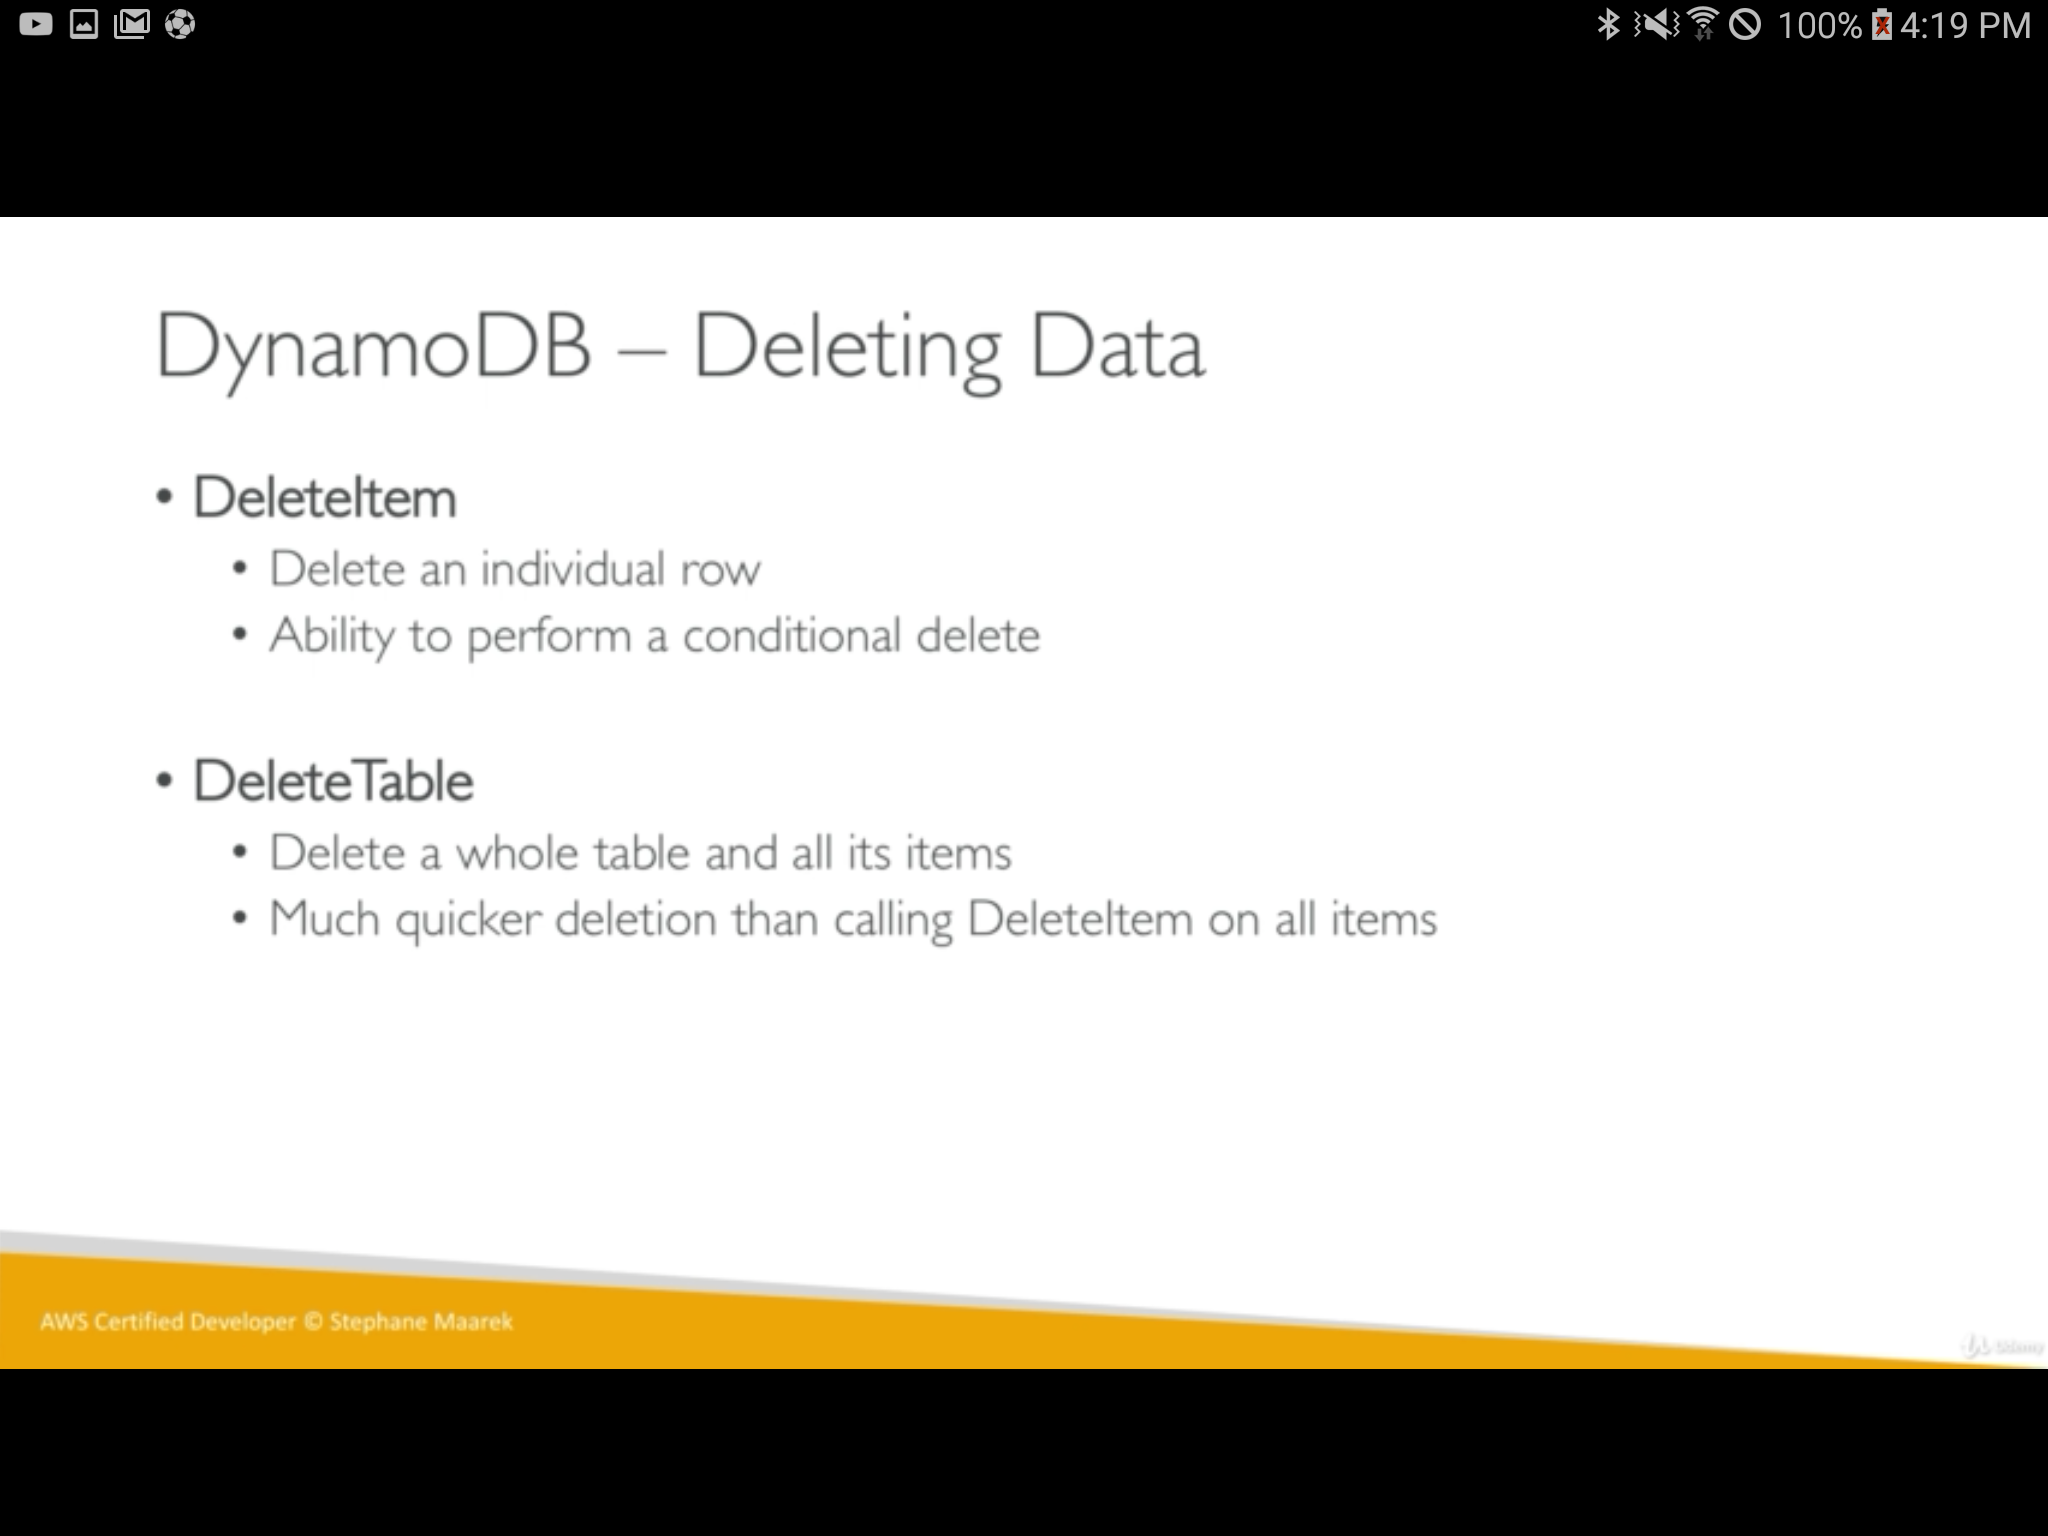 100% 4:19 PM
DynamoDB – Deleting Data
• DeleteItem
• Delete an individual row
• Ability to perform a conditional delete
• DeleteTable
• Delete a whole table and all its items
• Much quicker deletion than calling DeleteItem on all items
AWS Certified Developer © Stephane Maarek
Udemy